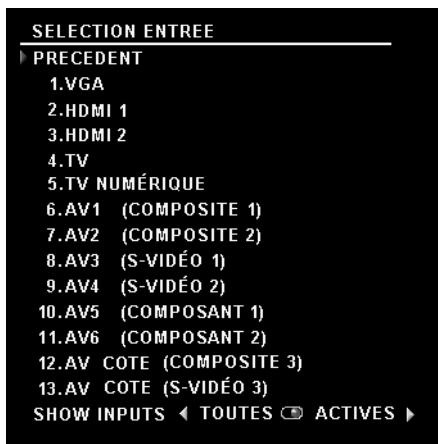 SELECTION ENTREE
PRECEDENT
1.VGA
2.HDMI 1
3.HDMI 2
4.TV
5.TV NUMÉRIQUE
6.AV1 (COMPOSITE 1)
7.AV2 (COMPOSITE 2)
8.AV3 (S-VIDÉO 1)
9.AV4 (S-VIDÉO 2)
10.AV5 (COMPOSANT 1)
11.AV6 (COMPOSANT 2)
12.AV COTE (COMPOSITE 3)
13.AV COTE (S-VIDÉO 3)
SHOW INPUTS TOUTES ACTIVES